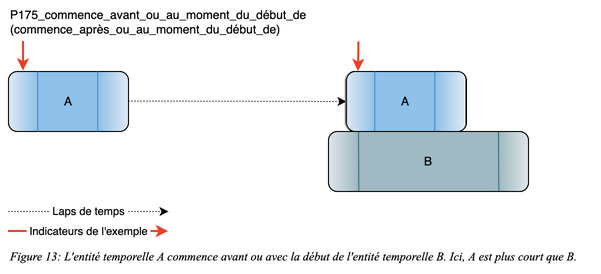 P175_commence_avant_ou_au_moment_du_début_de
(commence_après_ou_au_moment_du_début_de)
A
A
B
Laps de temps
Indicateurs de l'exemple
Figure 13: L'entité temporelle A commence avant ou avec la début de l'entité temporelle B. Ici, A est plus court que B.